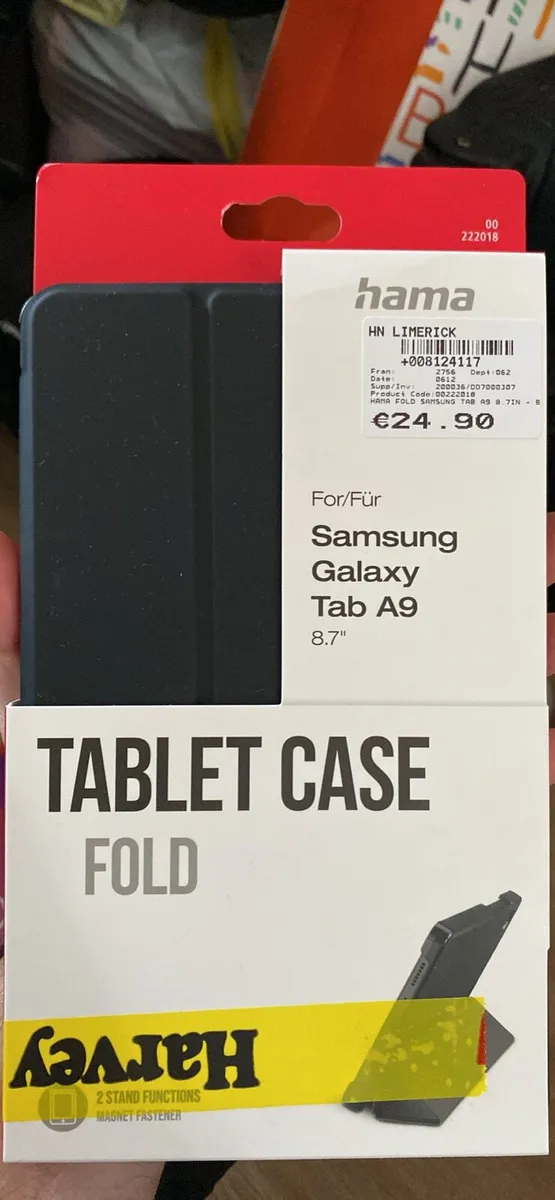 00
222018
hama
HN LIMERICK
+008124117
Fran: 2756 Dept:062
Date: 0612
Supp/Inv: 200036/DD7000307
Product Code:00222018
HAMA FOLD SAMSUNG TAB A9 8.7IN -
€24.90
For/Für
Samsung
Galaxy
Tab A9
8.7"
TABLET CASE
FOLD
Harvey
2 STAND FUNCTIONS
MAGNET FASTENER